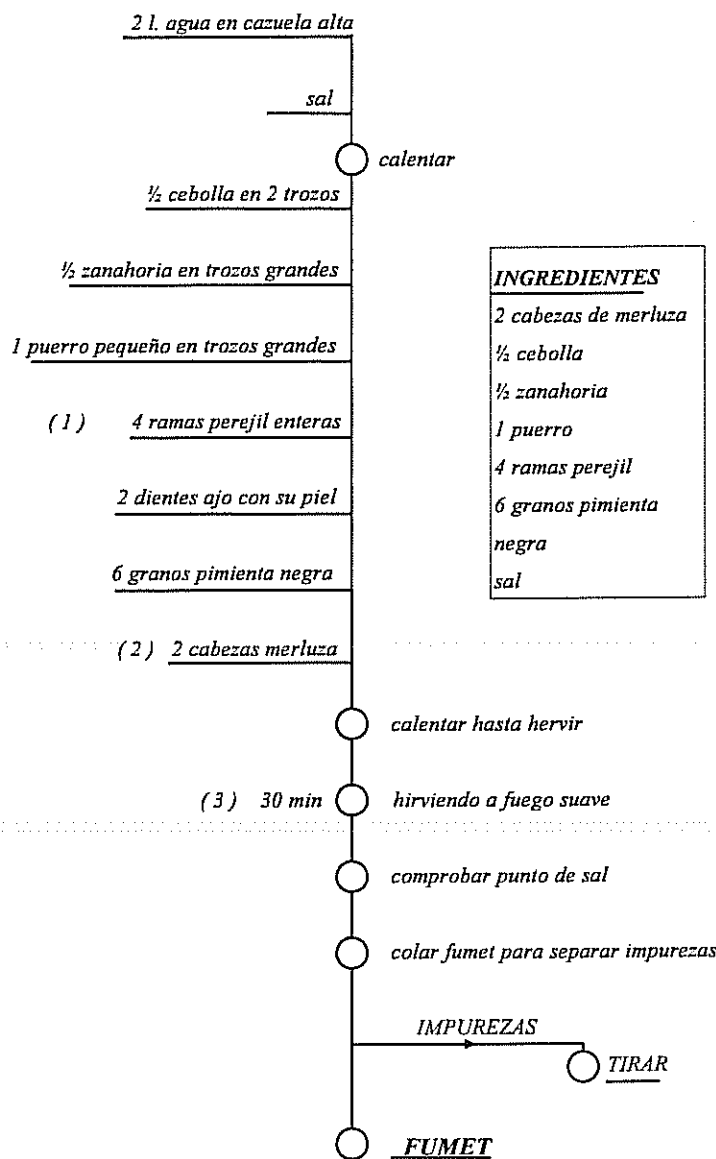 2 l. agua en cazuela alta
sal
calentar
½ cebolla en 2 trozos
½ zanahoria en trozos grandes
1 puerro pequeño en trozos grandes
(1) 4 ramas perejil enteras
2 dientes ajo con su piel
6 granos pimienta negra
(2) 2 cabezas merluza
calentar hasta hervir
(3) 30 min hirviendo a fuego suave
comprobar punto de sal
colar fumet para separar impurezas
IMPUREZAS
TIRAR
FUMET
INGREDIENTES
2 cabezas de merluza
½ cebolla
½ zanahoria
1 puerro
4 ramas perejil
6 granos pimienta
negra
sal